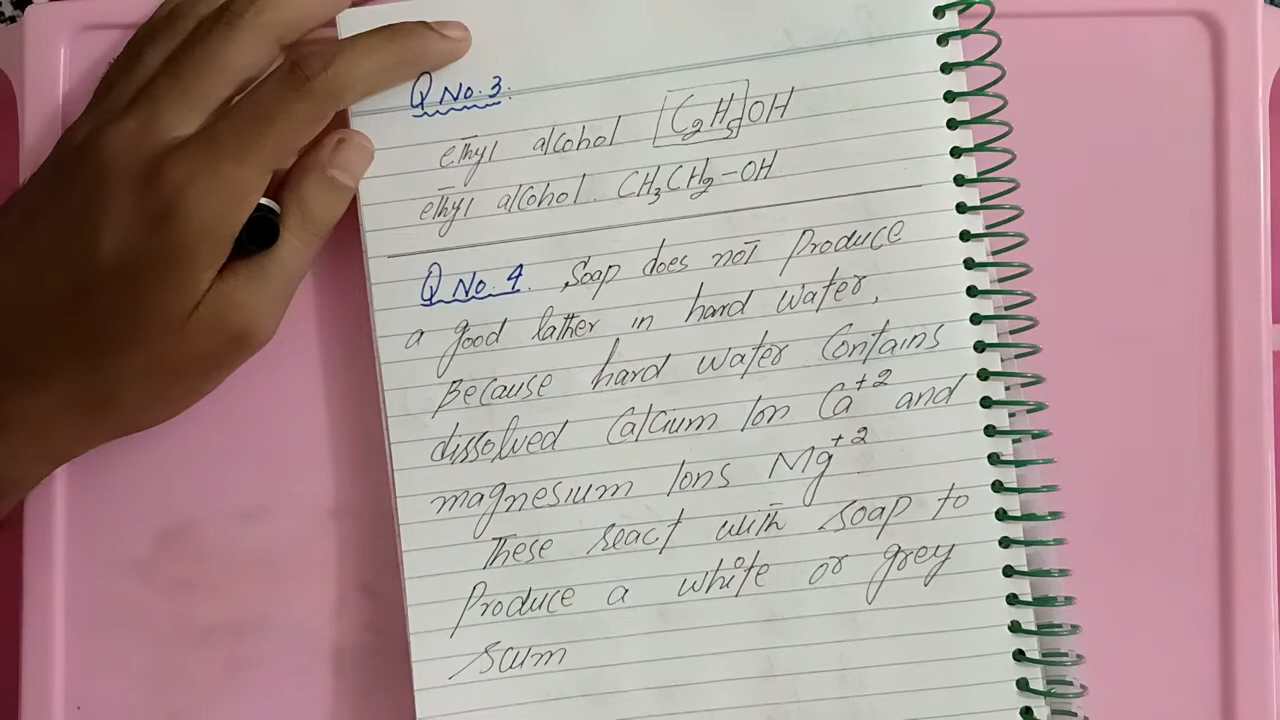 Q No. 3.
ethyl alcohol [C₂H₅]OH
ethyl alcohol. CH₃CH₂-OH
Q No. 4. Soap does not Produce
a good lather in hard water,
Because hard water Contains
dissolved Calcium Ion Ca⁺² and
magnesium Ions Mg⁺².
These react with soap to
Produce a white or grey
scum